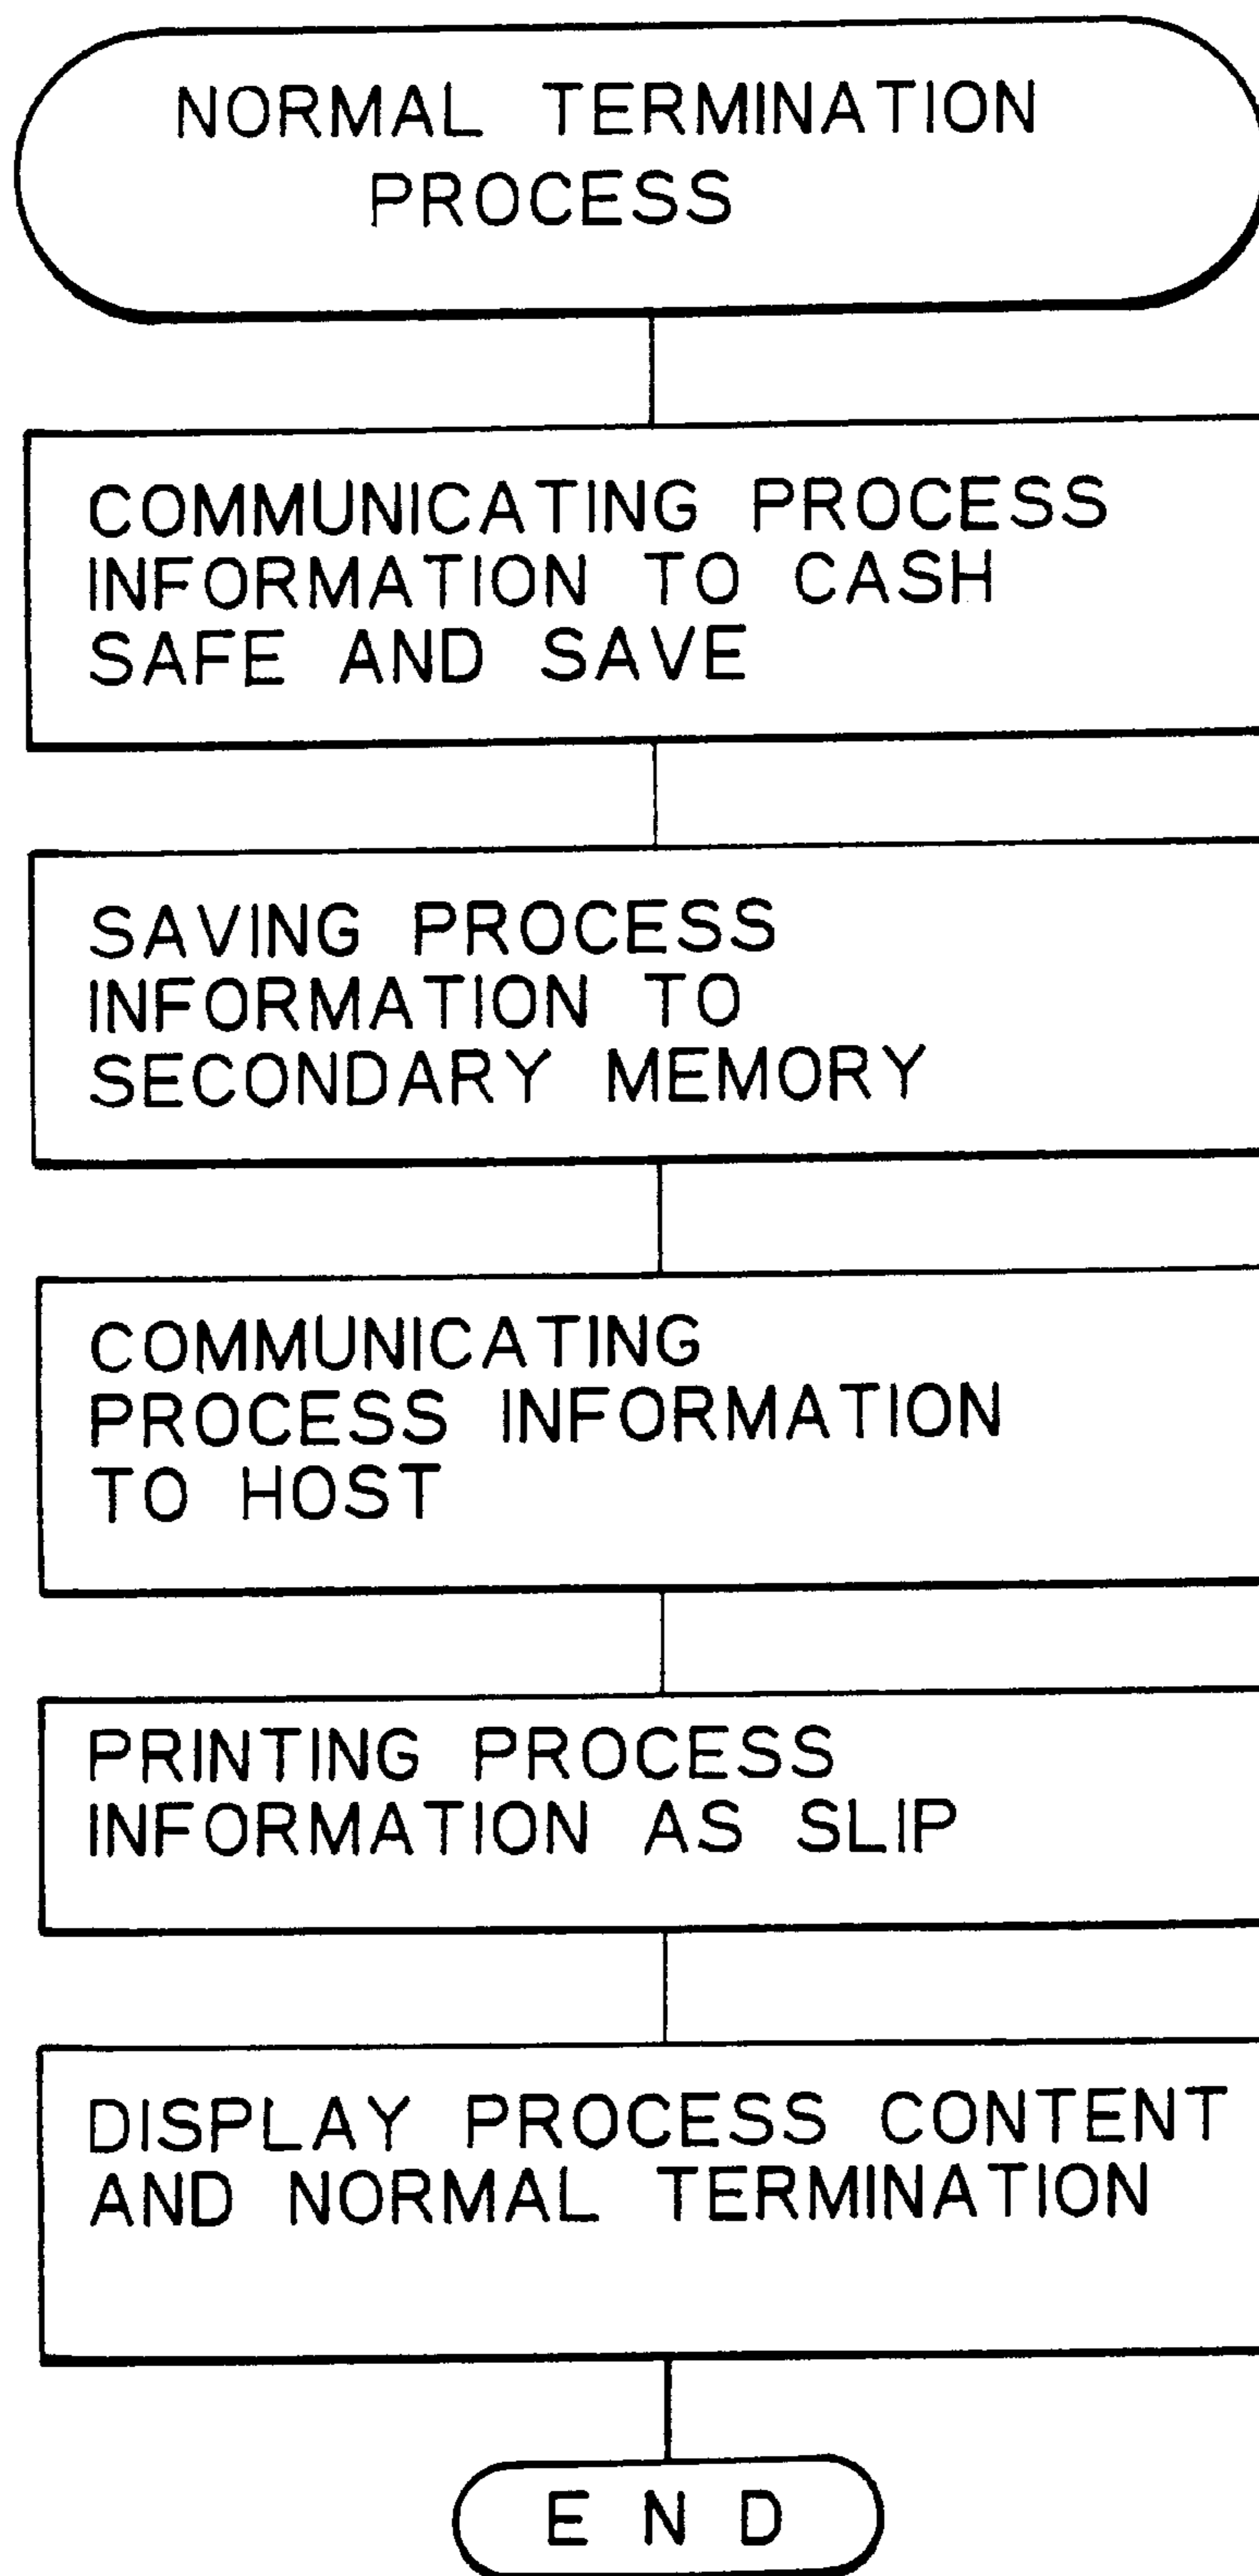 NORMAL TERMINATION
PROCESS
COMMUNICATING PROCESS
INFORMATION TO CASH
SAFE AND SAVE
SAVING PROCESS
INFORMATION TO
SECONDARY MEMORY
COMMUNICATING
PROCESS INFORMATION
TO HOST
PRINTING PROCESS
INFORMATION AS SLIP
DISPLAY PROCESS CONTENT
AND NORMAL TERMINATION
E N D